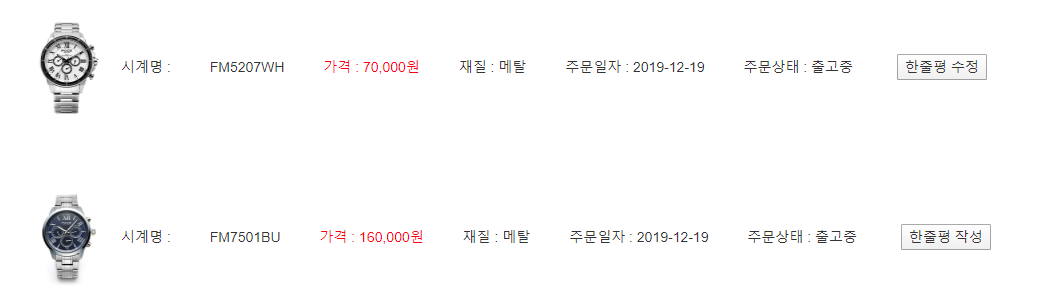 시계명 : FM5207WH 가격 : 70,000원 재질 : 메탈 주문일자 : 2019-12-19 주문상태 : 출고중 한줄평 수정
시계명 : FM7501BU 가격 : 160,000원 재질 : 메탈 주문일자 : 2019-12-19 주문상태 : 출고중 한줄평 작성